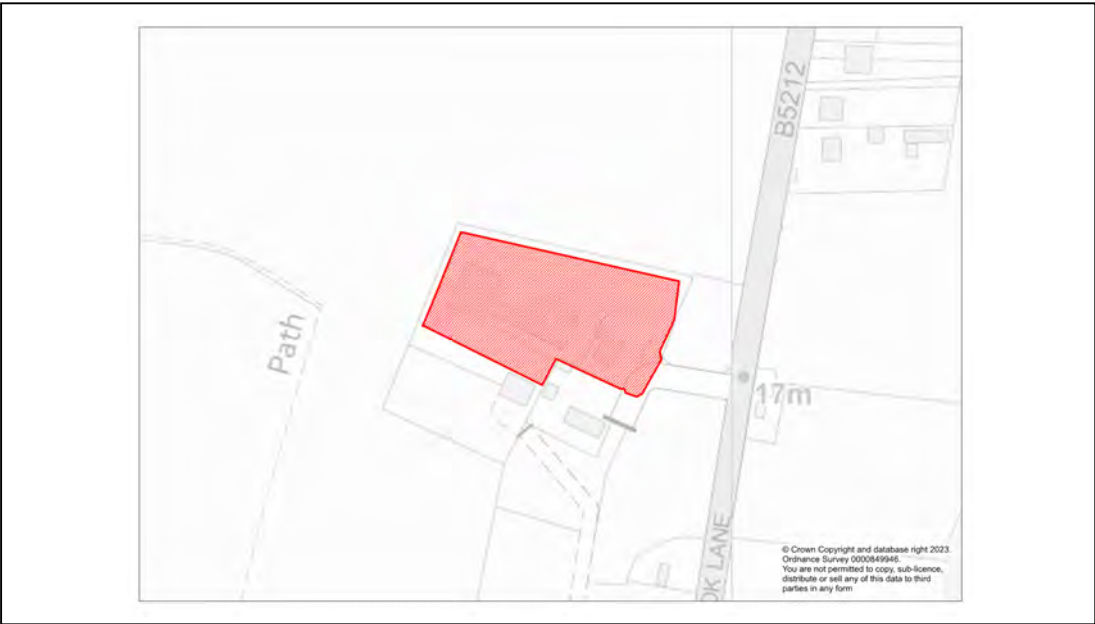 B5212
Path
17m
OK LANE
© Crown Copyright and database right 2023.
Ordnance Survey 0000849946.
You are not permitted to copy, sub-licence,
distribute or sell any of this data to third
parties in any form